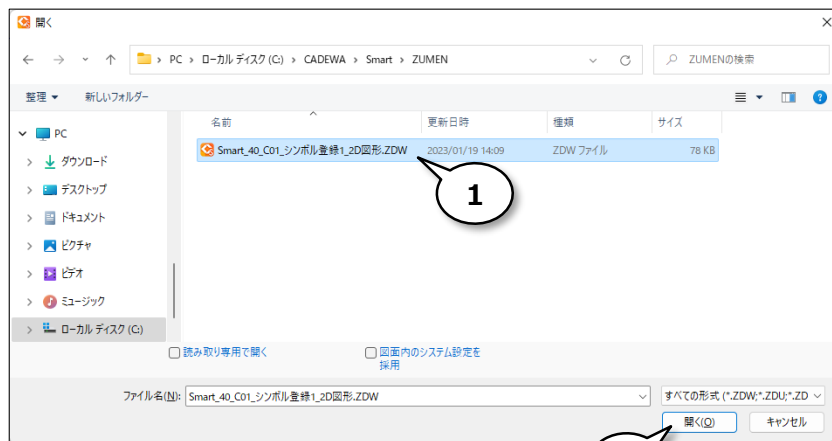 開く
PC › ローカル ディスク (C:) › CADEWA › Smart › ZUMEN
ZUMENの検索
整理 新しいフォルダー
名前 更新日時 種類 サイズ
Smart_40_C01_シンボル登録1_2D図形.ZDW 2023/01/19 14:09 ZDW ファイル 78 KB
1
PC
ダウンロード
デスクトップ
ドキュメント
ピクチャ
ビデオ
ミュージック
ローカル ディスク (C:)
読み取り専用で開く
図面内のシステム設定を
採用
ファイル名(N): Smart_40_C01_シンボル登録1_2D図形.ZDW すべての形式 (*.ZDW;*.ZDU;*.ZD
開く(O) キャンセル